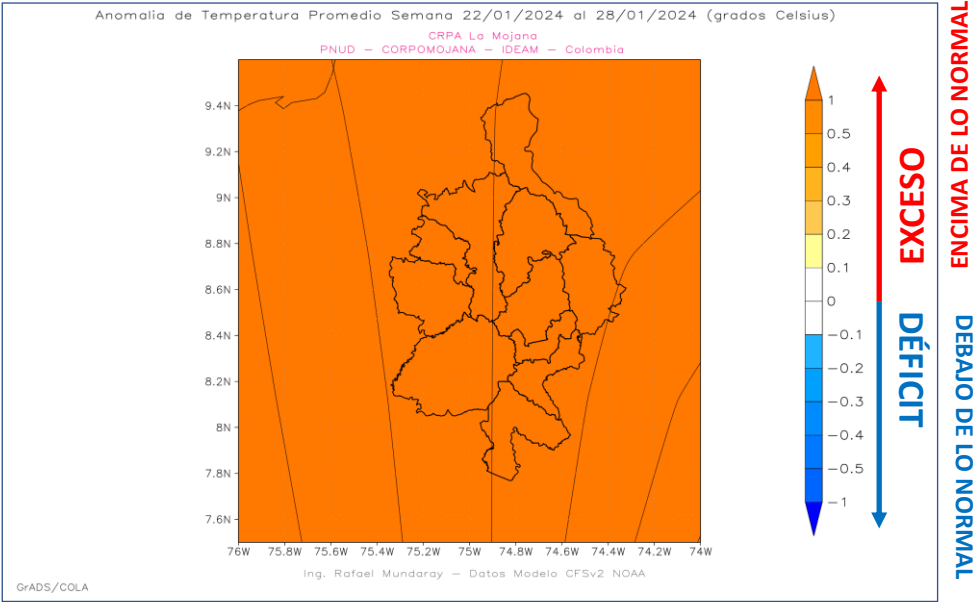 Anomalia de Temperatura Promedio Semana 22/01/2024 al 28/01/2024 (grados Celsius)
CRPA La Mojana
PNUD – CORPOMOJANA – IDEAM – Colombia
9.4N
9.2N
9N
8.8N
8.6N
8.4N
8.2N
8N
7.8N
7.6N
76W 75.8W 75.6W 75.4W 75.2W 75W 74.8W 74.6W 74.4W 74.2W 74W
1
0.5
0.4
0.3
0.2
0.1
0
−0.1
−0.2
−0.3
−0.4
−0.5
−1
EXCESO
DÉFICIT
ENCIMA DE LO NORMAL
DEBAJO DE LO NORMAL
Ing. Rafael Mundaray – Datos Modelo CFSv2 NOAA
GrADS/COLA